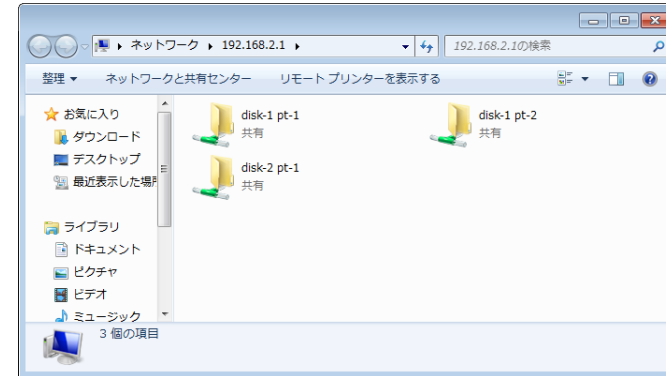 ネットワーク ▸ 192.168.2.1 ▸
192.168.2.1の検索
整理 ▼ ネットワークと共有センター リモート プリンターを表示する
お気に入り
ダウンロード
デスクトップ
最近表示した場所
ライブラリ
ドキュメント
ピクチャ
ビデオ
ミュージック
disk-1 pt-1
共有
disk-1 pt-2
共有
disk-2 pt-1
共有
3 個の項目